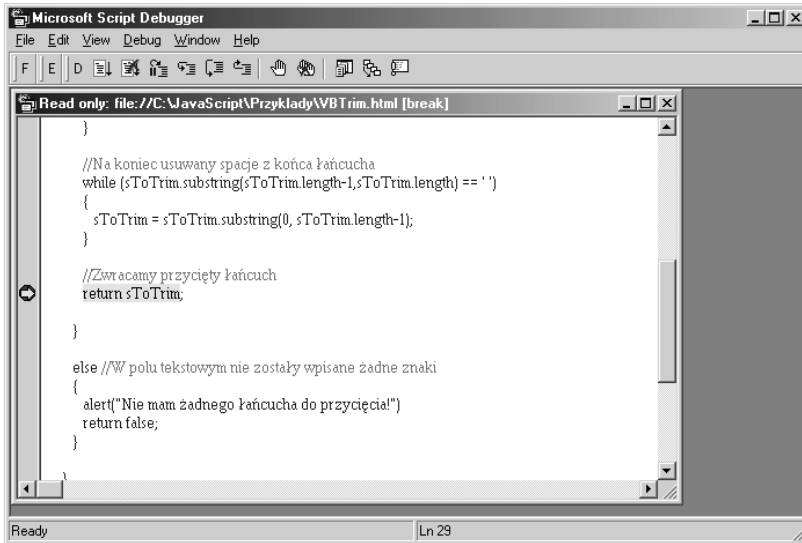 Microsoft Script Debugger
File Edit View Debug Window Help
F E D
Read only: file://C:\JavaScript\Przyklady\VBTrim.html [break]
}
//Na koniec usuwany spacje z końca łańcucha
while (sToTrim.substring(sToTrim.length-1,sToTrim.length) == ' ')
{
sToTrim = sToTrim.substring(0, sToTrim.length-1);
}
//Zwracamy przycięty łańcuch
return sToTrim;
}
else //W polu tekstowym nie zostały wpisane żadne znaki
{
alert("Nie mam żadnego łańcucha do przycięcia!")
return false;
}
}
Ready Ln 29